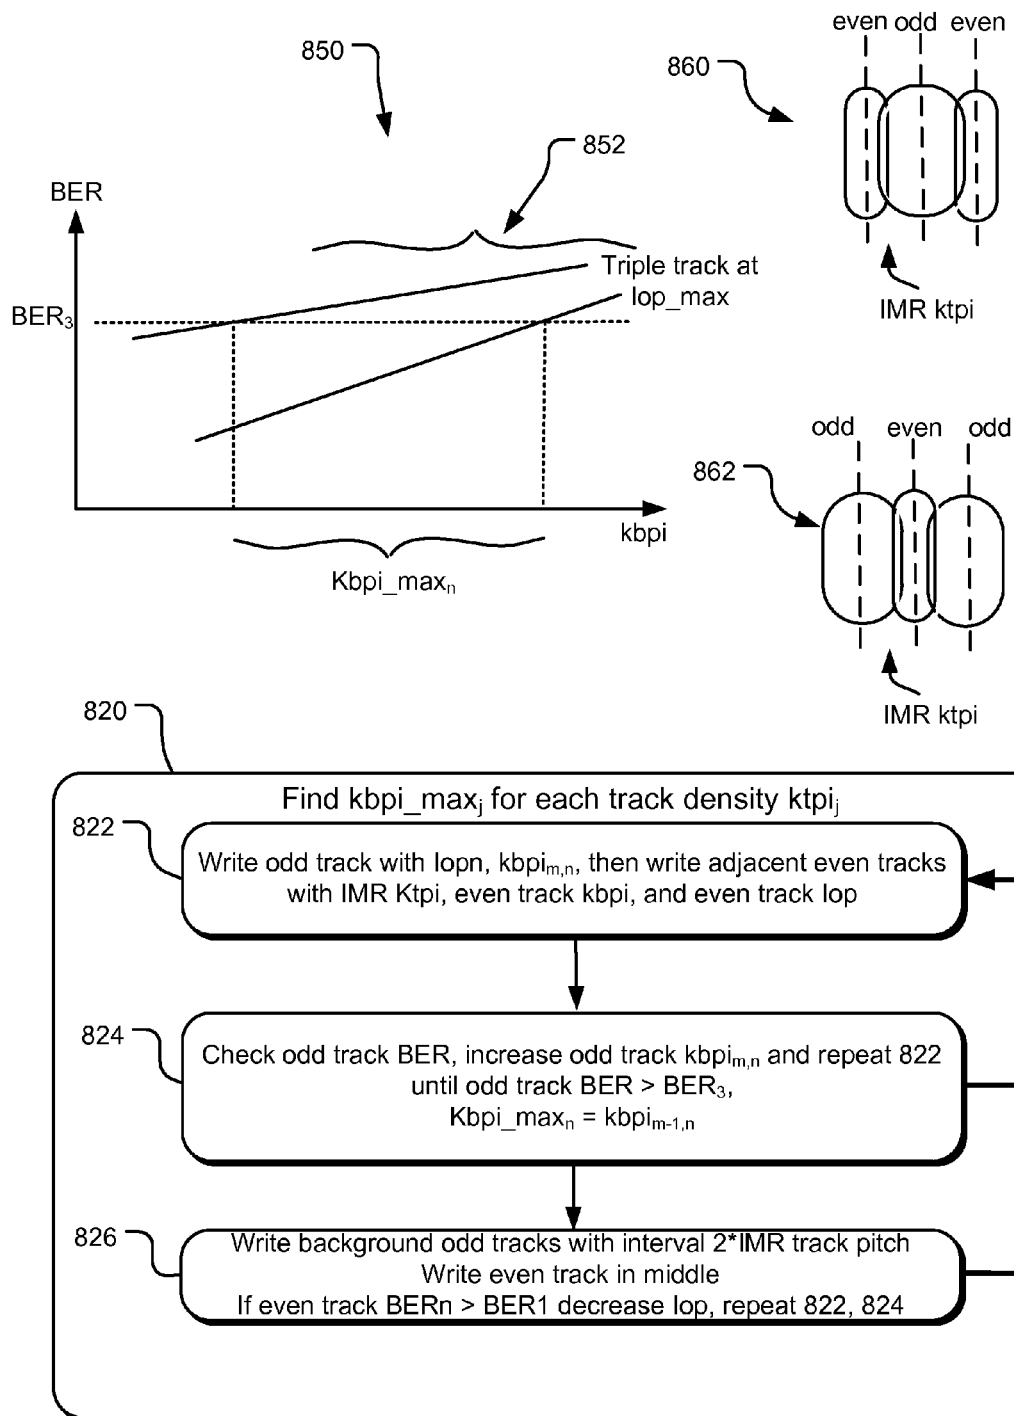 even odd even
850
860
852
BER
Triple track at
Iop_max
BER3
IMR ktpi
odd even odd
862
kbpi
Kbpi_maxn
IMR ktpi
820
Find kbpi_maxj for each track density ktpij
822
Write odd track with Iopn, kbpim,n, then write adjacent even tracks
with IMR Ktpi, even track kbpi, and even track Iop
824
Check odd track BER, increase odd track kbpim,n and repeat 822
until odd track BER > BER3,
Kbpi_maxn = kbpim-1,n
826
Write background odd tracks with interval 2*IMR track pitch
Write even track in middle
If even track BERn > BER1 decrease Iop, repeat 822, 824